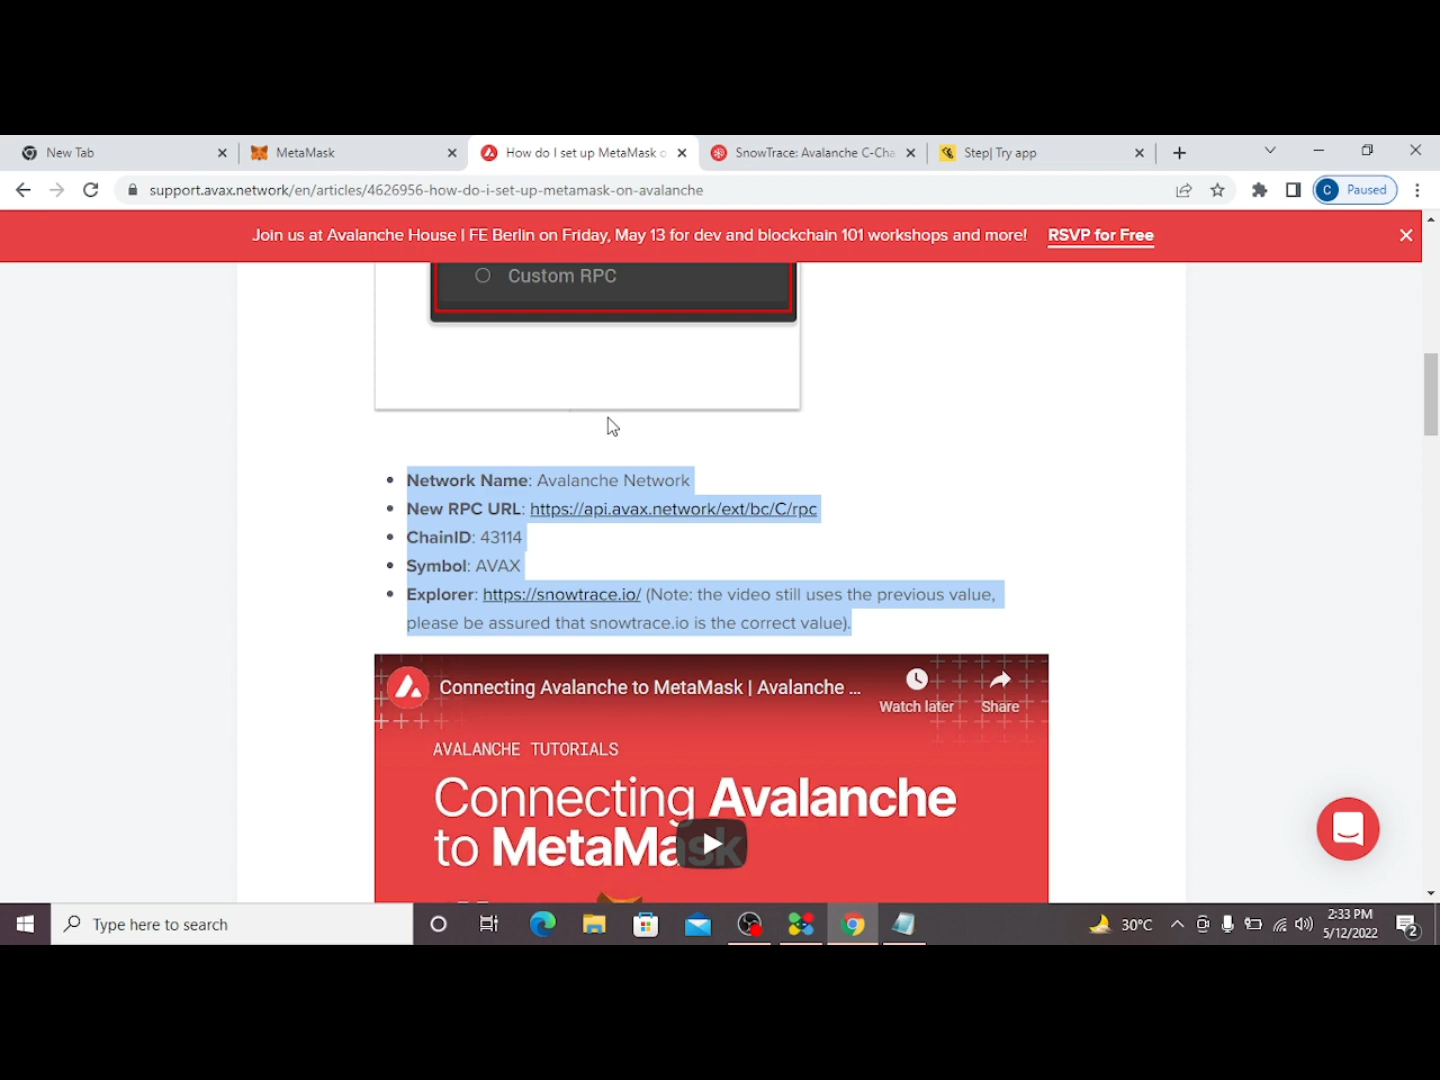 New Tab
MetaMask
How do I set up MetaMask o
SnowTrace: Avalanche C-Cha
Step| Try app
support.avax.network/en/articles/4626956-how-do-i-set-up-metamask-on-avalanche
C Paused
Join us at Avalanche House | FE Berlin on Friday, May 13 for dev and blockchain 101 workshops and more! RSVP for Free
Custom RPC
Network Name: Avalanche Network
New RPC URL: https://api.avax.network/ext/bc/C/rpc
ChainID: 43114
Symbol: AVAX
Explorer: https://snowtrace.io/ (Note: the video still uses the previous value,
please be assured that snowtrace.io is the correct value).
Connecting Avalanche to MetaMask | Avalanche ...
Watch later
Share
AVALANCHE TUTORIALS
Connecting Avalanche
to MetaMask
Type here to search
30°C
2:33 PM
5/12/2022
2